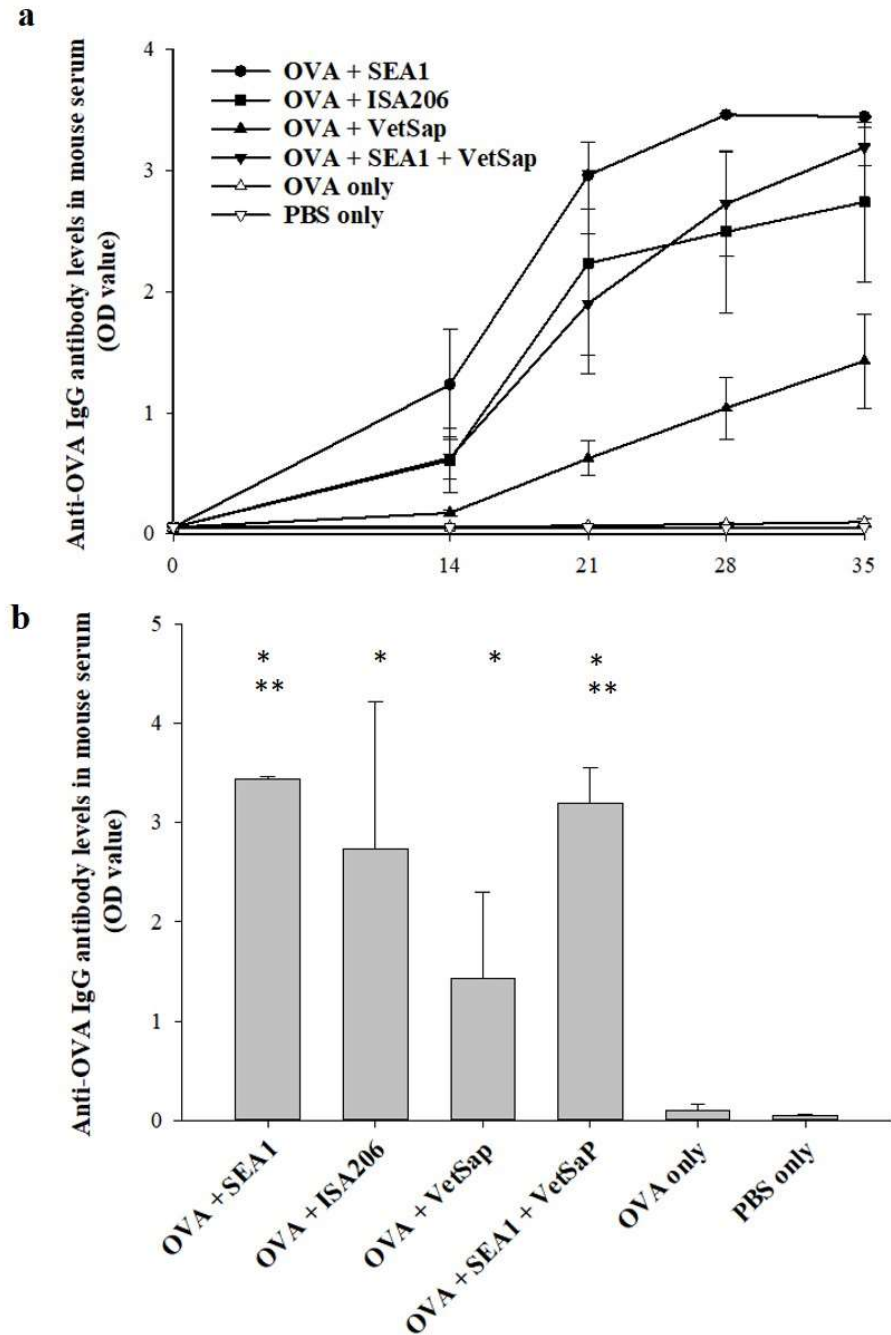 a
Anti-OVA IgG antibody levels in mouse serum
(OD value)
4
3
2
1
0
OVA + SEA1
OVA + ISA206
OVA + VetSap
OVA + SEA1 + VetSap
OVA only
PBS only
0 14 21 28 35
b
Anti-OVA IgG antibody levels in mouse serum
(OD value)
5
4
3
2
1
0
* * * *
** **
OVA + SEA1
OVA + ISA206
OVA + VetSap
OVA + SEA1 + VetSaP
OVA only
PBS only